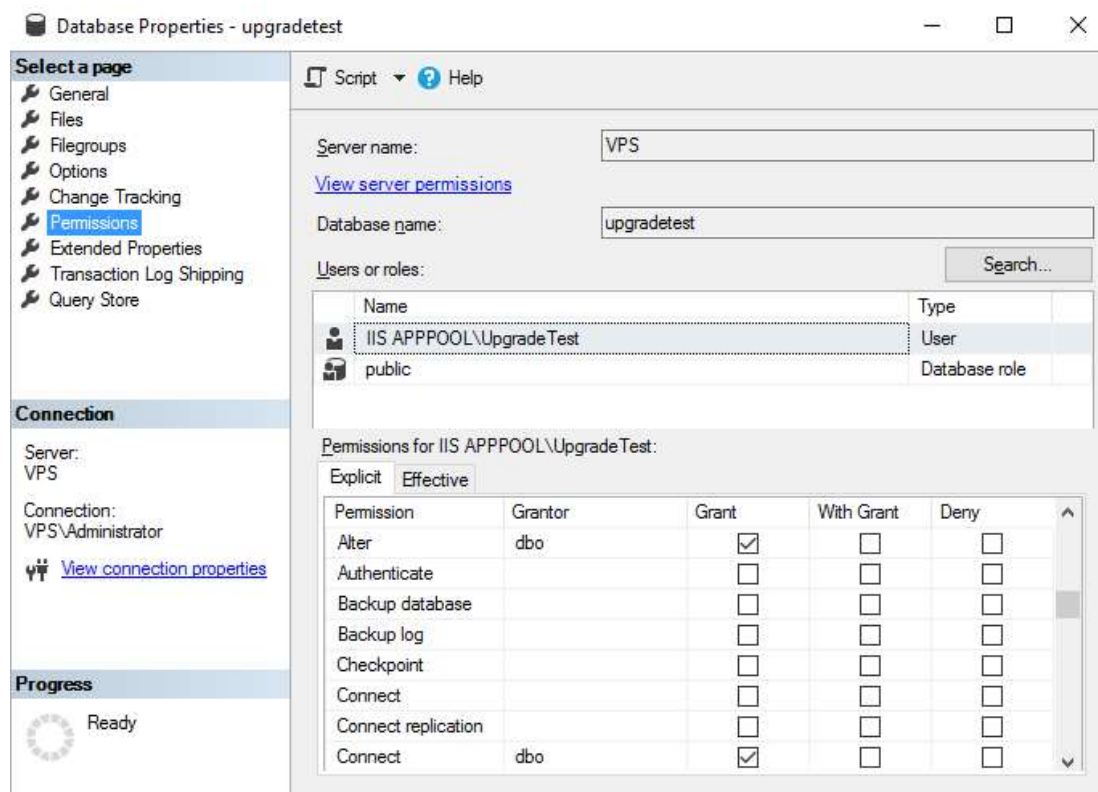 Database Properties - upgradetest
Select a page
General
Files
Filegroups
Options
Change Tracking
Permissions
Extended Properties
Transaction Log Shipping
Query Store
Connection
Server:
VPS
Connection:
VPS\Administrator
View connection properties
Progress
Ready
Script Help
Server name: VPS
View server permissions
Database name: upgradetest
Users or roles: Search...
Name Type
IIS APPPOOL\UpgradeTest User
public Database role
Permissions for IIS APPPOOL\UpgradeTest:
Explicit Effective
Permission Grantor Grant With Grant Deny
Alter dbo
Authenticate
Backup database
Backup log
Checkpoint
Connect
Connect replication
Connect dbo